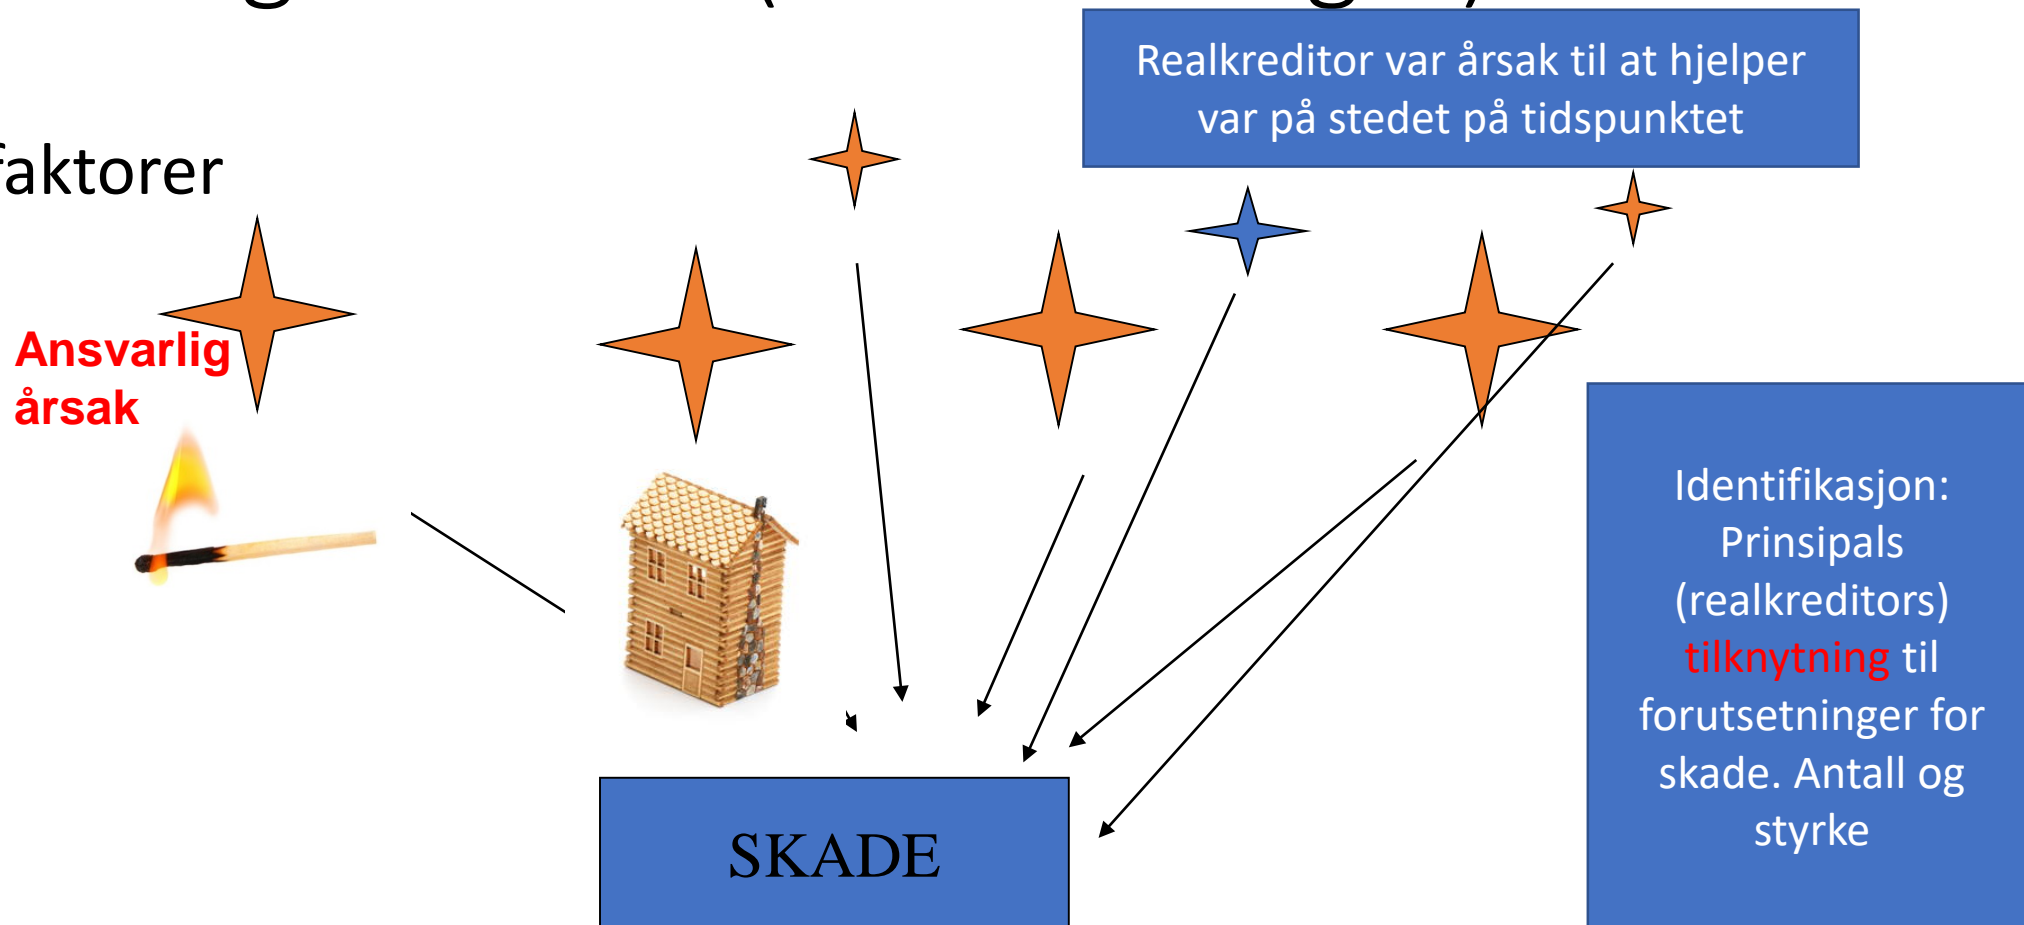 Realkreditor var årsak til at hjelper
var på stedet på tidspunktet
faktorer
Ansvarlig
årsak
Identifikasjon:
Prinsipals
(realkreditors)
tilknytning til
forutsetninger for
skade. Antall og
styrke
SKADE